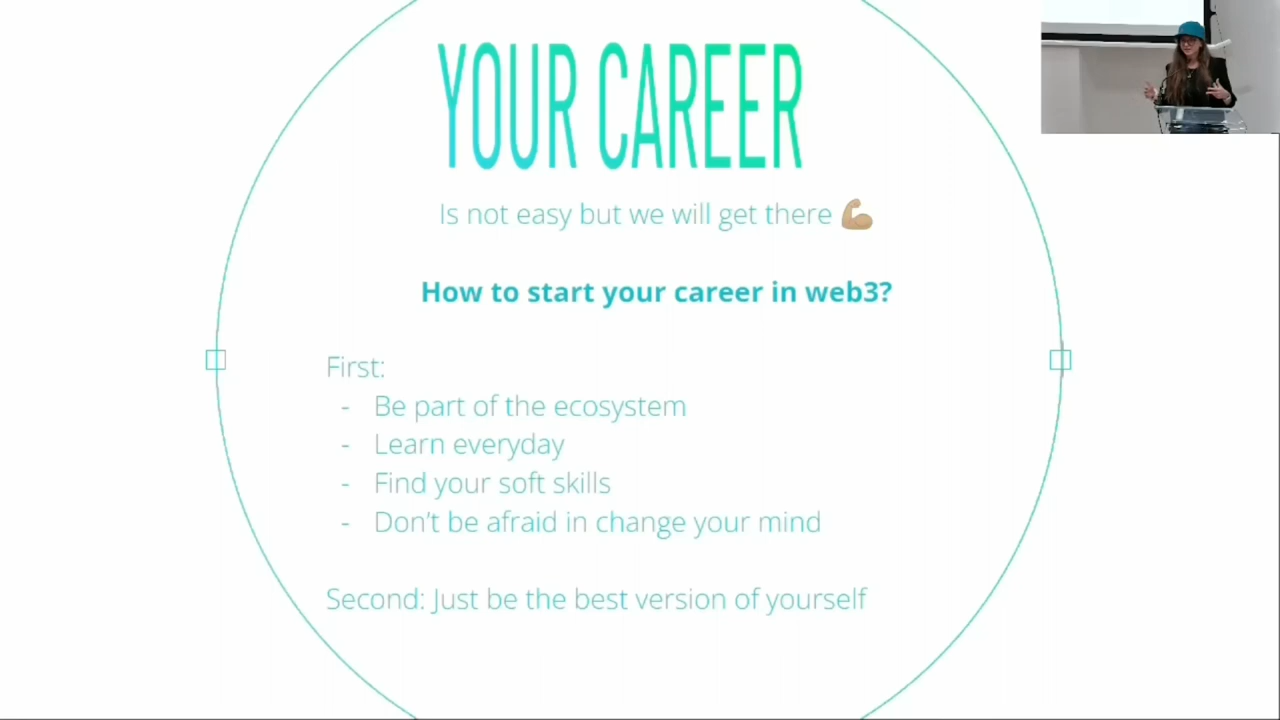 YOUR CAREER
Is not easy but we will get there 💪🏼
How to start your career in web3?
First:
- Be part of the ecosystem
- Learn everyday
- Find your soft skills
- Don't be afraid in change your mind
Second: Just be the best version of yourself